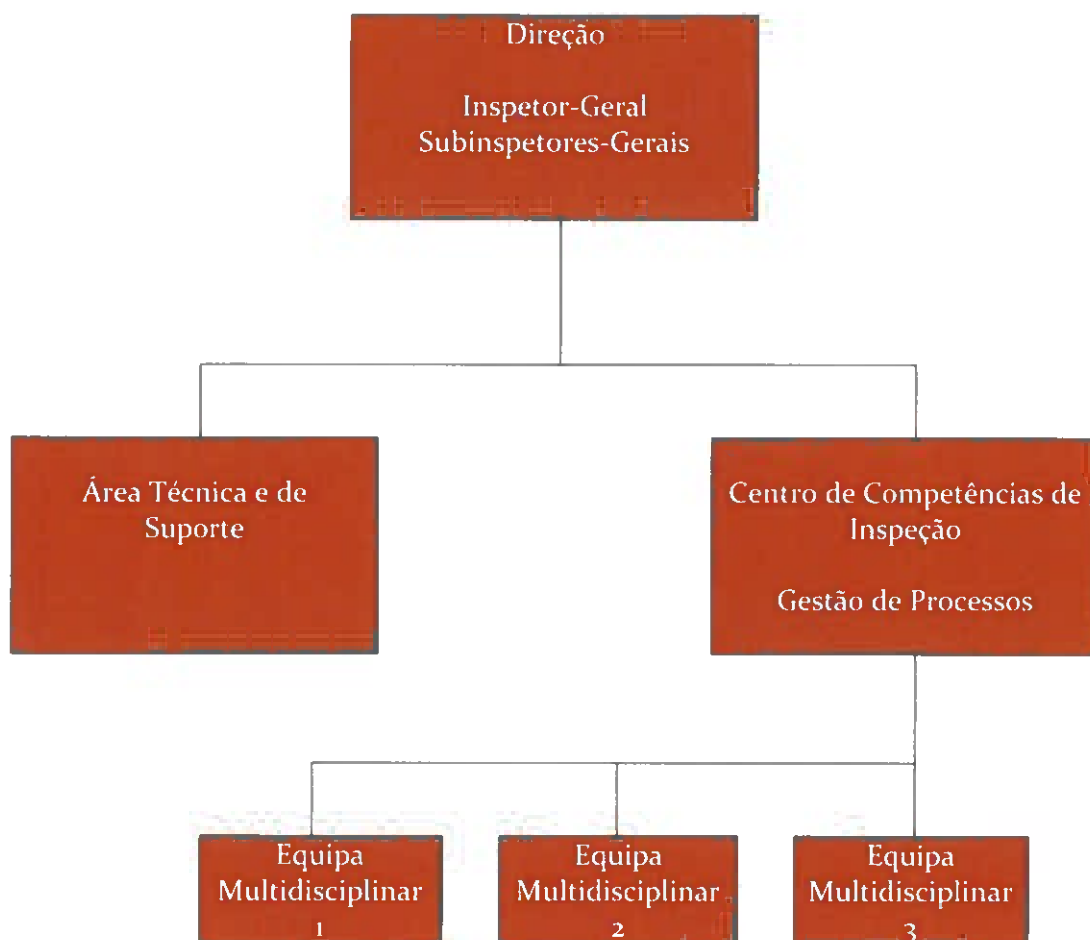 Direção
Inspetor-Geral
Subinspetores-Gerais
Área Técnica e de
Suporte
Centro de Competências de
Inspeção
Gestão de Processos
Equipa
Multidisciplinar
1
Equipa
Multidisciplinar
2
Equipa
Multidisciplinar
3